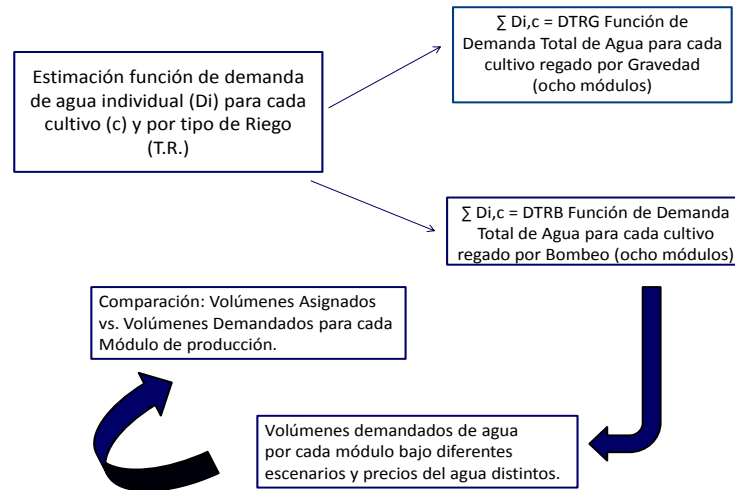 Estimación función de demanda
de agua individual (Di) para cada
cultivo (c) y por tipo de Riego
(T.R.)
∑ Di,c = DTRG Función de
Demanda Total de Agua para cada
cultivo regado por Gravedad
(ocho módulos)
∑ Di,c = DTRB Función de Demanda
Total de Agua para cada cultivo
regado por Bombeo (ocho módulos)
Comparación: Volúmenes Asignados
vs. Volúmenes Demandados para cada
Módulo de producción.
Volúmenes demandados de agua
por cada módulo bajo diferentes
escenarios y precios del agua distintos.